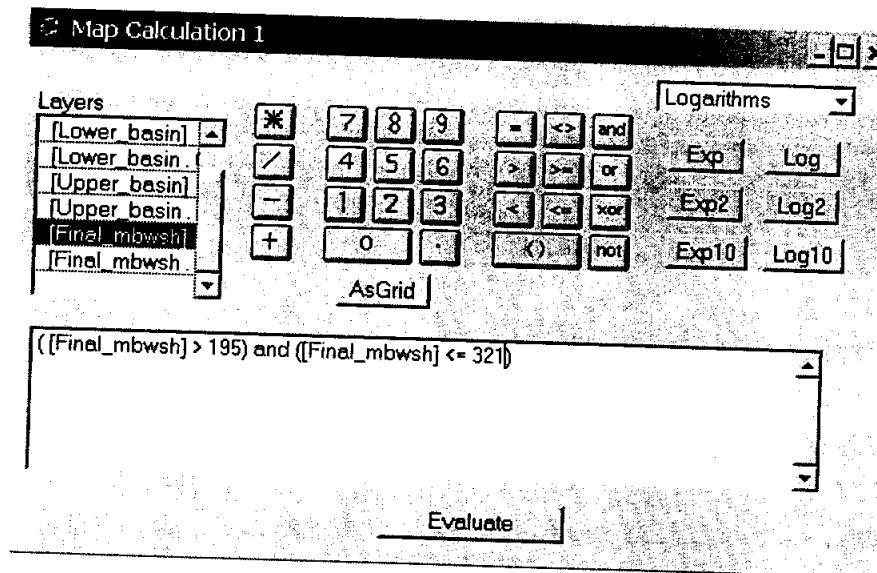 Map Calculation 1
Layers
[Lower_basin]
[Lower_basin .
[Upper_basin]
[Upper_basin .
[Final_mbwsh]
[Final_mbwsh .
* 7 8 9 = <> and
/ 4 5 6 > >= or
- 1 2 3 < <= xor
+ 0 . () not
AsGrid
Logarithms
Exp Log
Exp2 Log2
Exp10 Log10
( [Final_mbwsh] > 195) and ([Final_mbwsh] <= 321)
Evaluate